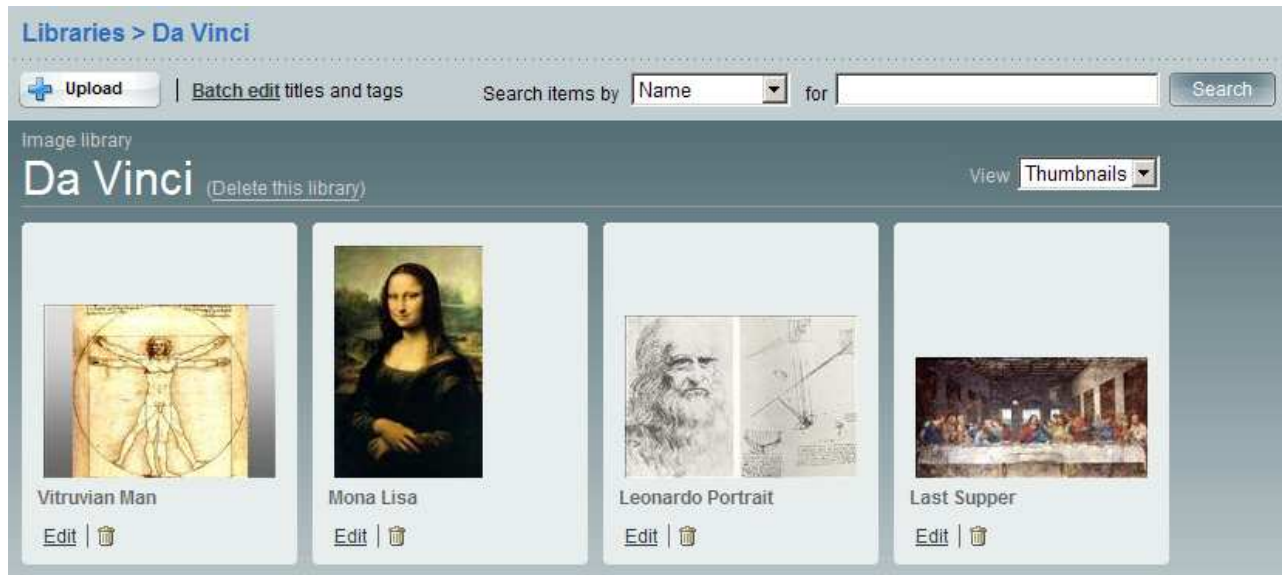 Libraries > Da Vinci
Upload | Batch edit titles and tags Search items by Name for Search
Image library
Da Vinci (Delete this library) View Thumbnails
Vitruvian Man Mona Lisa Leonardo Portrait Last Supper
Edit | Edit | Edit | Edit |